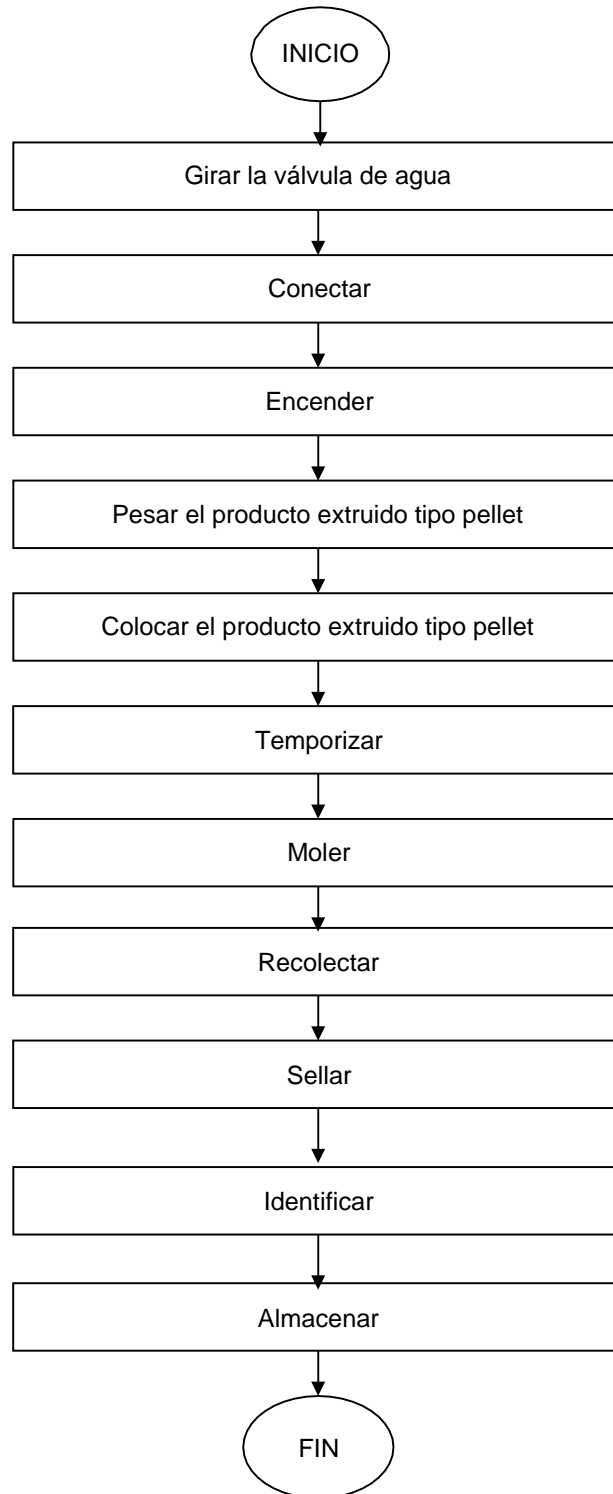 INICIO
Girar la válvula de agua
Conectar
Encender
Pesar el producto extruido tipo pellet
Colocar el producto extruido tipo pellet
Temporizar
Moler
Recolectar
Sellar
Identificar
Almacenar
FIN